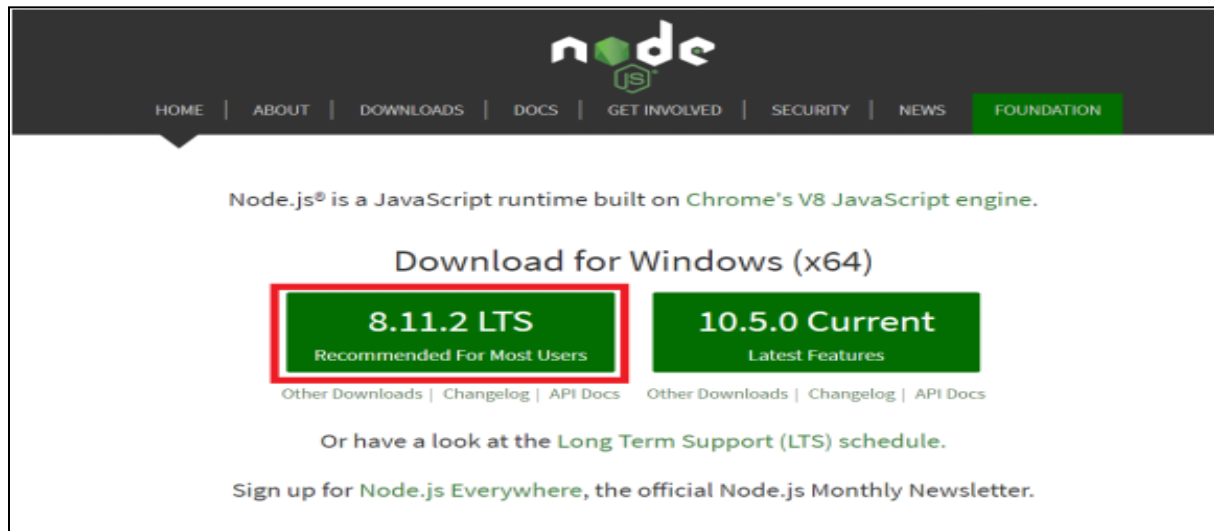 node
JS
HOME | ABOUT | DOWNLOADS | DOCS | GET INVOLVED | SECURITY | NEWS FOUNDATION
Node.js® is a JavaScript runtime built on Chrome's V8 JavaScript engine.
Download for Windows (x64)
8.11.2 LTS 10.5.0 Current
Recommended For Most Users Latest Features
Other Downloads | Changelog | API Docs Other Downloads | Changelog | API Docs
Or have a look at the Long Term Support (LTS) schedule.
Sign up for Node.js Everywhere, the official Node.js Monthly Newsletter.